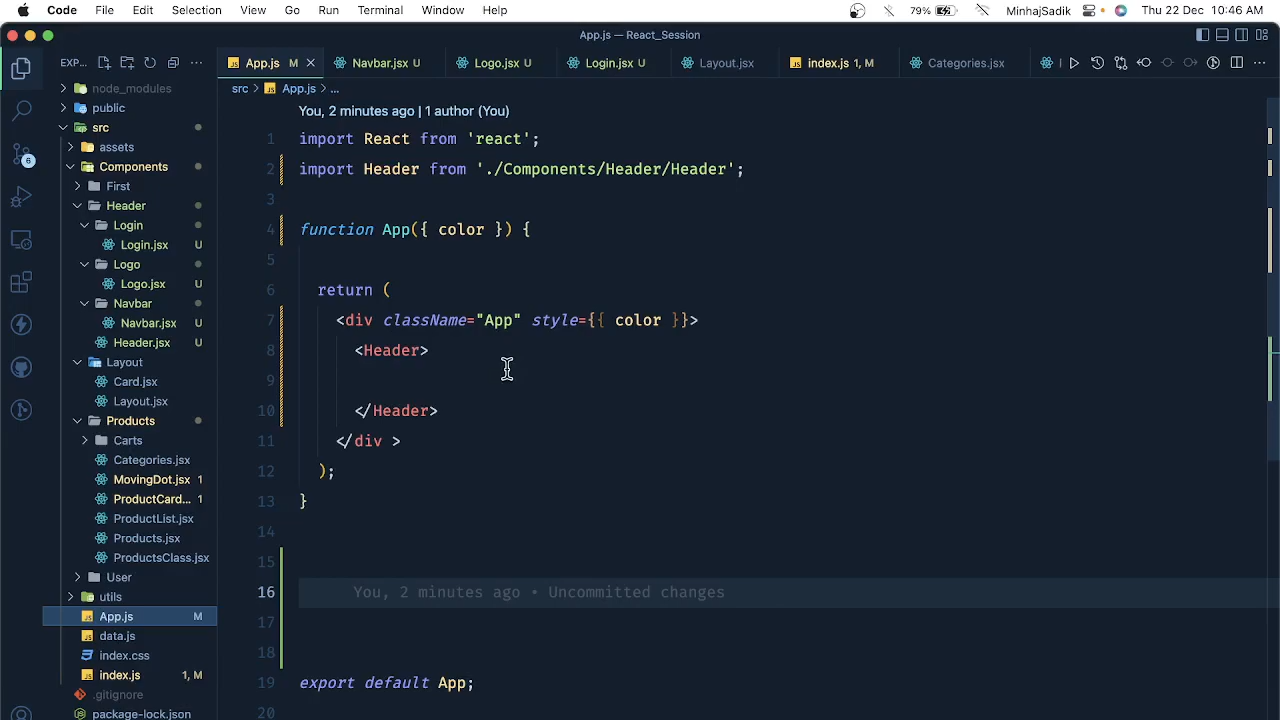 Code File Edit Selection View Go Run Terminal Window Help 79% MinhajSadik Thu 22 Dec 10:46 AM
App.js — React_Session
EXP... App.js M Navbar.jsx U Logo.jsx U Login.jsx U Layout.jsx index.js 1, M Categories.jsx
src > App.js > ...
node_modules
public
src
assets
Components
First
Header
Login
Login.jsx U
Logo
Logo.jsx U
Navbar
Navbar.jsx U
Header.jsx U
Layout
Card.jsx
Layout.jsx
Products
Carts
Categories.jsx
MovingDot.jsx 1
ProductCard... 1
ProductList.jsx
Products.jsx
ProductsClass.jsx
User
utils
App.js M
data.js
index.css
index.js 1, M
.gitignore
package-lock.json
6
You, 2 minutes ago | 1 author (You)
1 import React from 'react';
2 import Header from './Components/Header/Header';
3
4 function App({ color }) {
5
6 return (
7 <div className="App" style={{ color }}>
8 <Header>
9
10 </Header>
11 </div >
12 );
13 }
14
15
16 You, 2 minutes ago • Uncommitted changes
17
18
19 export default App;
20